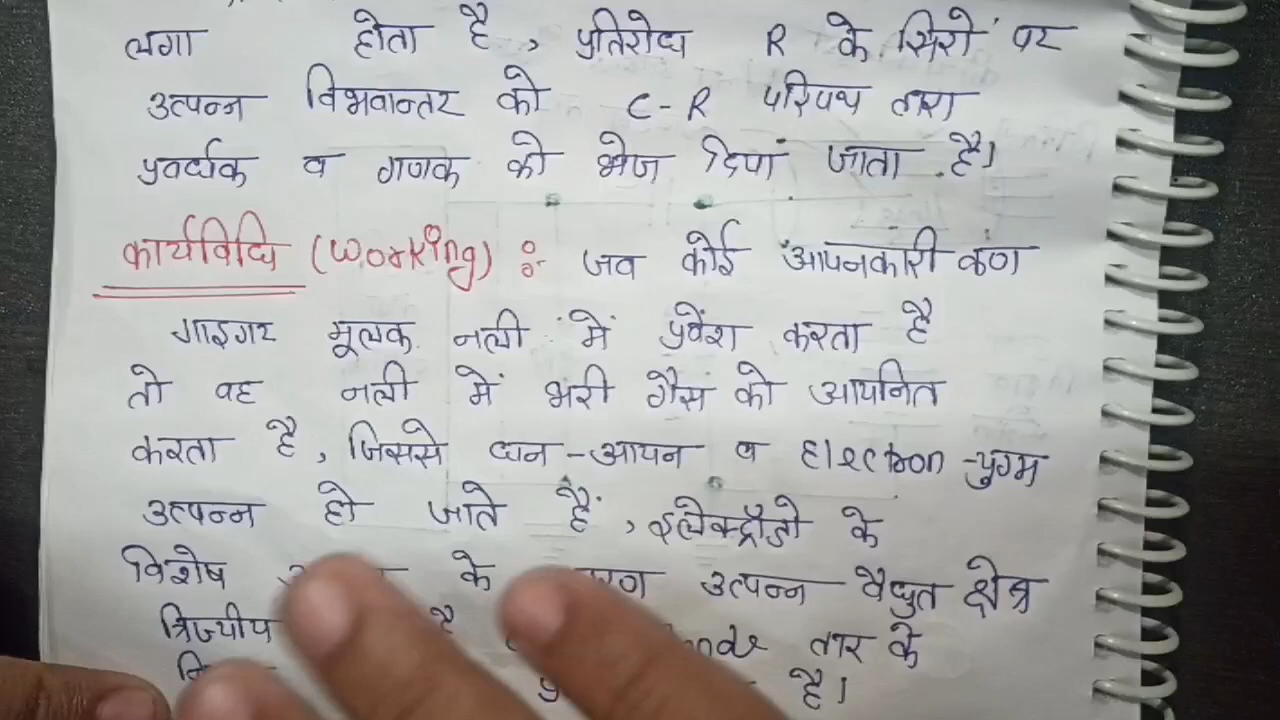 लगा होता है, प्रतिरोध R के सिरों पर
उत्पन्न विभवान्तर को C-R परिपथ द्वारा
प्रवर्धक व गणक को भेज दिया जाता है।
कार्यविधि (Working) :- जब कोई आयनकारी कण
गाइगर मूलक नली में प्रवेश करता है
तो वह नली में भरी गैस को आयनित
करता है, जिससे धन-आयन व Electron-युग्म
उत्पन्न हो जाते हैं, इलेक्ट्रॉडो के
विशेष के उत्पन्न वैधुत क्षेत्र
त्रिज्यीय है तार के
है।